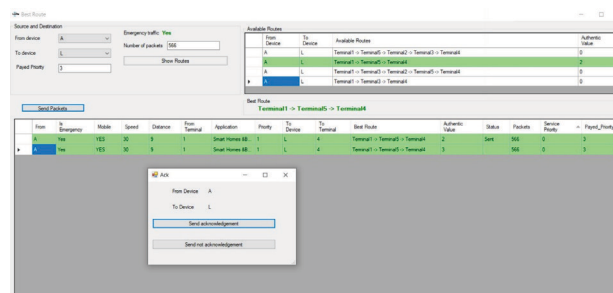 Best Route
Source and Destination
From device A
To device L
Payed Priority 3
Emergency traffic Yes
Number of packets 566
Show Routes
Send Packets
Available Routes
From Device To Device Available Routes Authentic Value
A L Terminal1 -> Terminal5 -> Terminal2 -> Terminal3 -> Terminal4 0
A L Terminal1 -> Terminal5 -> Terminal4 2
A L Terminal1 -> Terminal5 -> Terminal3 -> Terminal4 0
A L Terminal1 -> Terminal3 -> Terminal4 0
Best Route
Terminal1 -> Terminal5 -> Terminal4
From Is Emergency Mobile Speed Distance From Terminal Application Priority To Device To Terminal Best Route Authentic Value Status Packets Service Priority Payed_Priority
A Yes YES 30 9 1 Smart Homes &B... 1 L 4 Terminal1 -> Terminal5 -> Terminal4 2 Sent 566 0 3
A Yes YES 30 9 1 Smart Homes &B... 1 L 4 Terminal1 -> Terminal5 -> Terminal4 3 566 0 3
Ack
From Device A
To Device L
Send acknowledgement
Send not acknowledgement